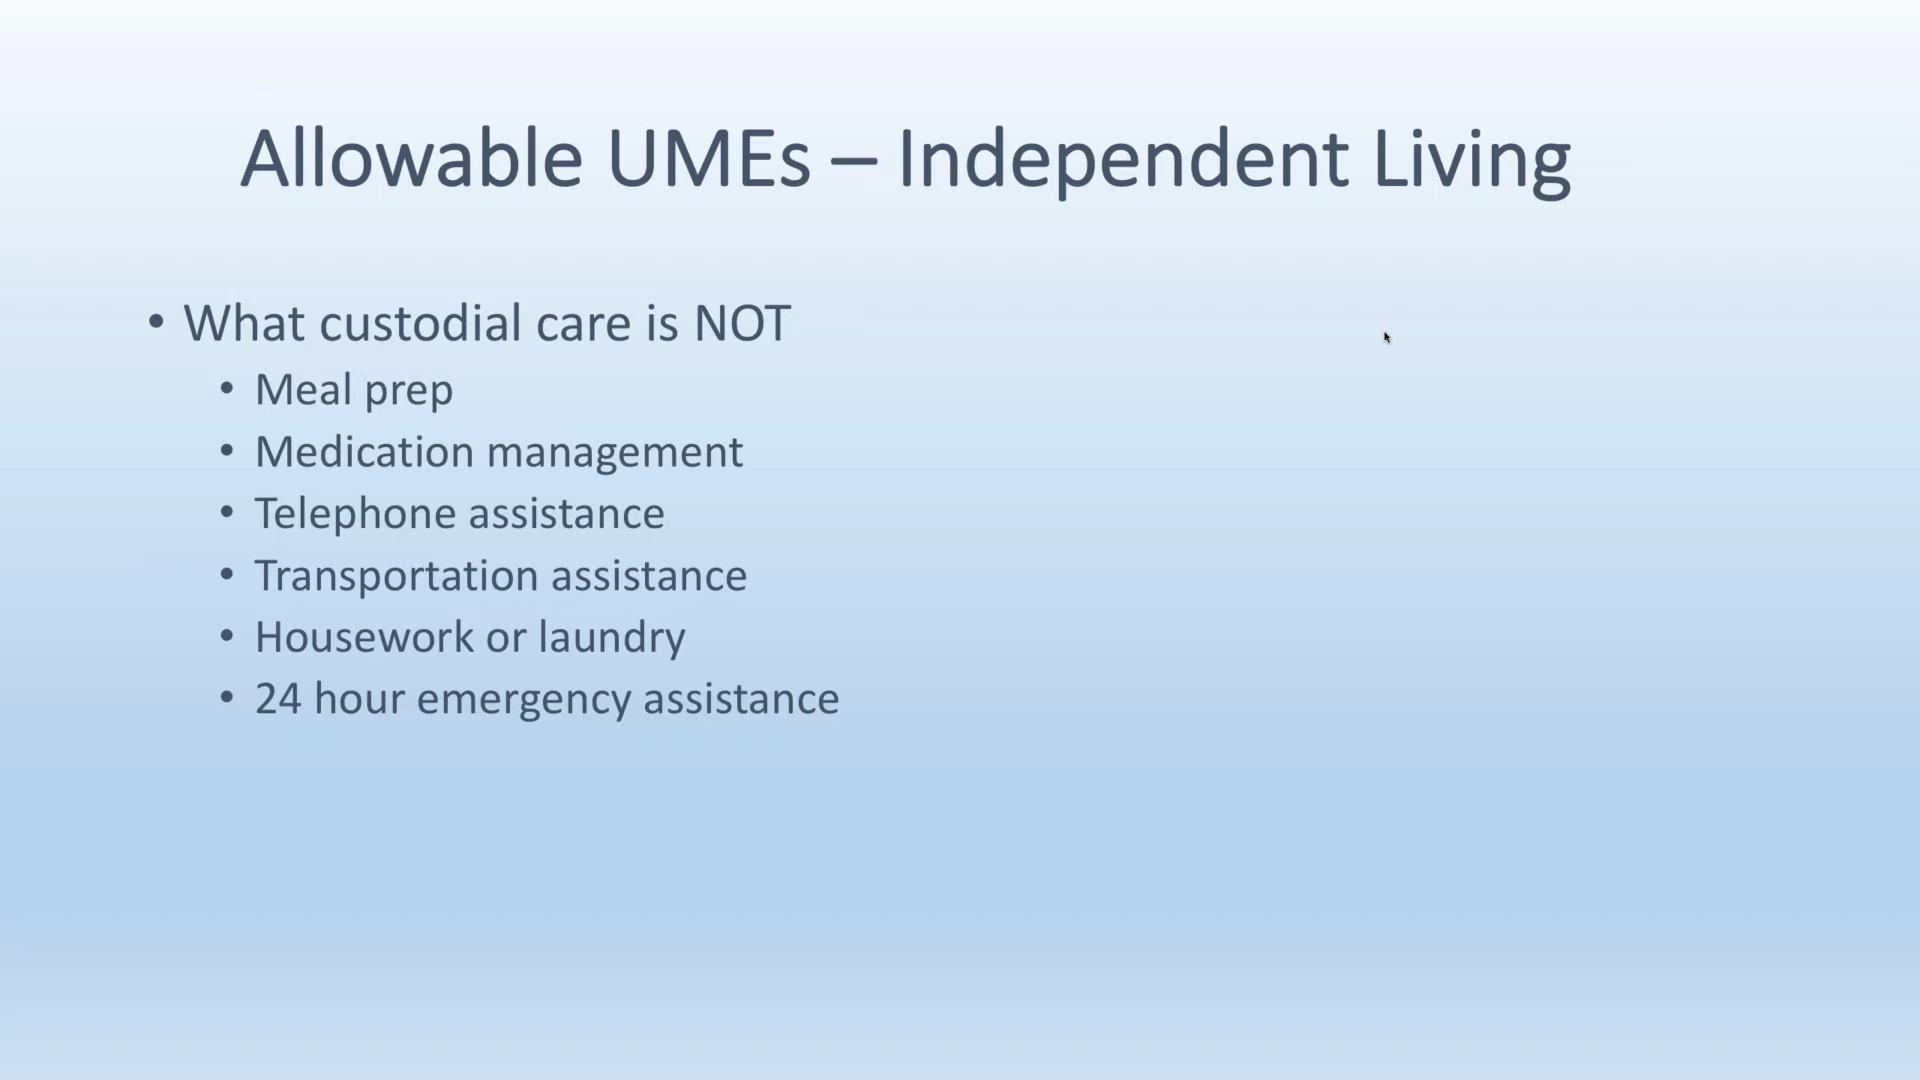 Allowable UMEs – Independent Living
• What custodial care is NOT
• Meal prep
• Medication management
• Telephone assistance
• Transportation assistance
• Housework or laundry
• 24 hour emergency assistance